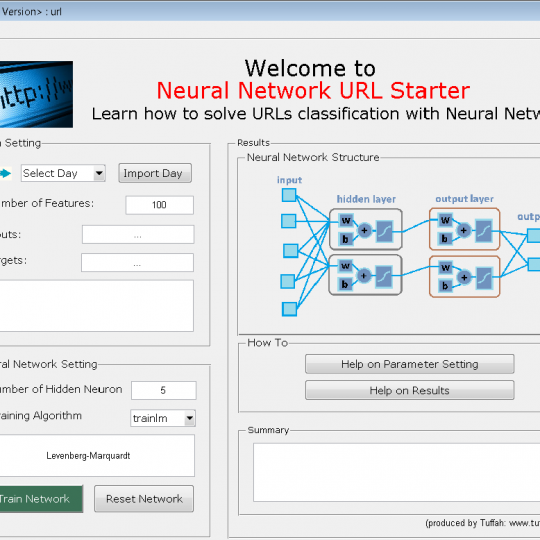 Version> : url
http://w
Welcome to
Neural Network URL Starter
Learn how to solve URLs classification with Neural Netw
Setting
Select Day
Import Day
mber of Features:
100
uts:
...
rgets:
...
ral Network Setting
umber of Hidden Neuron
5
aining Algorithm
trainlm
Levenberg-Marquardt
Train Network
Reset Network
Results
Neural Network Structure
input
hidden layer
output layer
outp
w
b
w
b
w
b
w
b
How To
Help on Parameter Setting
Help on Results
Summary
(produced by Tuffah: www.tu